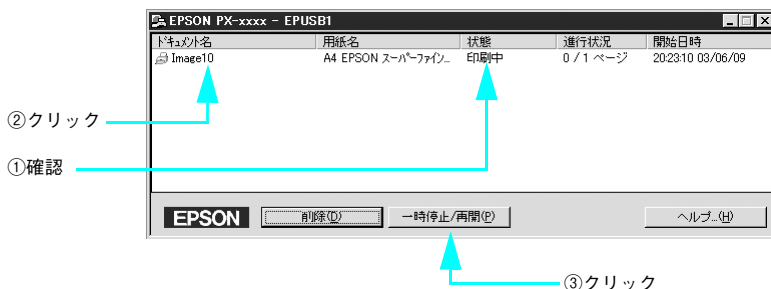 EPSON PX-xxxx - EPUSB1
ドキュメント名 用紙名 状態 進行状況 開始日時
Image10 A4 EPSON スーパーファイン... 印刷中 0 / 1 ページ 20:23:10 03/06/09
②クリック
①確認
EPSON 削除(D) 一時停止/再開(P) ヘルプ...(H)
③クリック